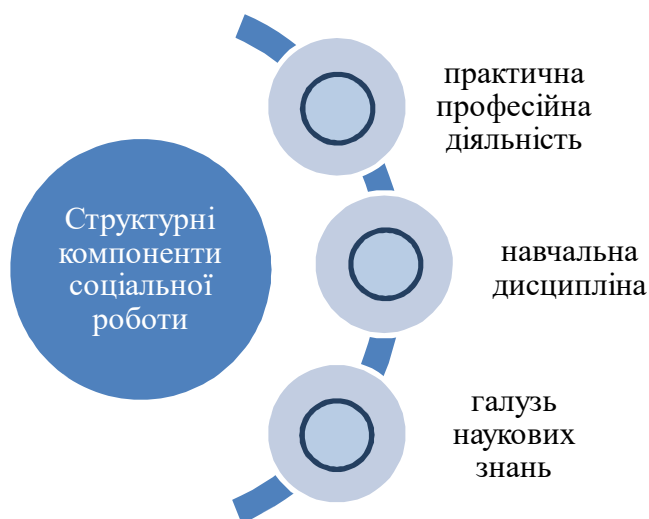 Структурні
компоненти
соціальної
роботи
практична
професійна
діяльність
навчальна
дисципліна
галузь
наукових
знань